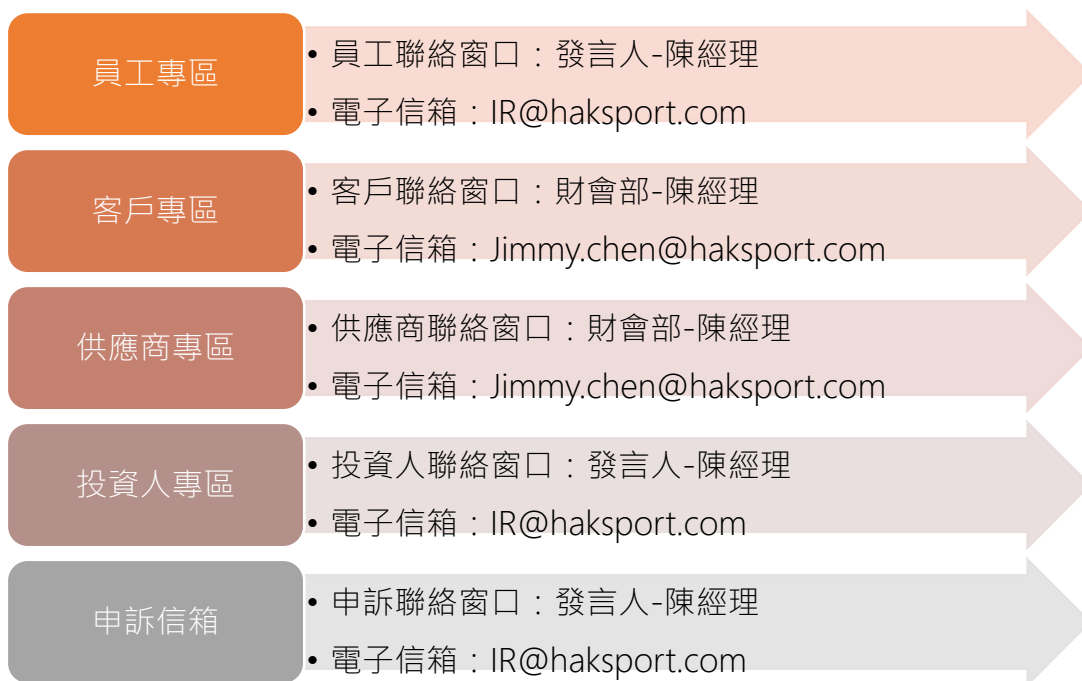 員工專區
• 員工聯絡窗口：發言人-陳經理
• 電子信箱：IR@haksport.com
客戶專區
• 客戶聯絡窗口：財會部-陳經理
• 電子信箱：Jimmy.chen@haksport.com
供應商專區
• 供應商聯絡窗口：財會部-陳經理
• 電子信箱：Jimmy.chen@haksport.com
投資人專區
• 投資人聯絡窗口：發言人-陳經理
• 電子信箱：IR@haksport.com
申訴信箱
• 申訴聯絡窗口：發言人-陳經理
• 電子信箱：IR@haksport.com